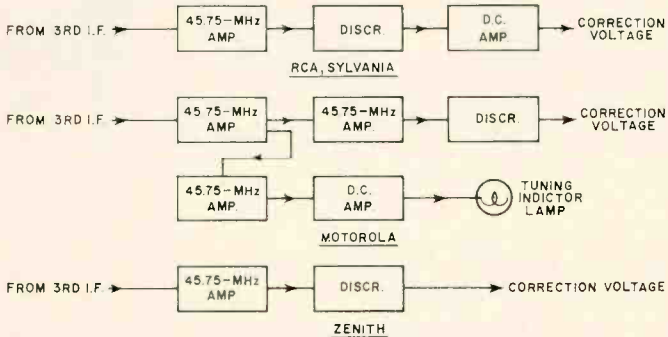 FROM 3RD I.F.
45.75-MHz
AMP.
DISCR.
D.C.
AMP.
CORRECTION
VOLTAGE
RCA, SYLVANIA
FROM 3RD I.F.
45.75-MHz
AMP.
45.75-MHz
AMP.
DISCR.
CORRECTION
VOLTAGE
45.75-MHz
AMP.
D.C.
AMP.
TUNING
INDICTOR
LAMP
MOTOROLA
FROM 3RD I.F.
45.75-MHz
AMP
DISCR.
CORRECTION VOLTAGE
ZENITH